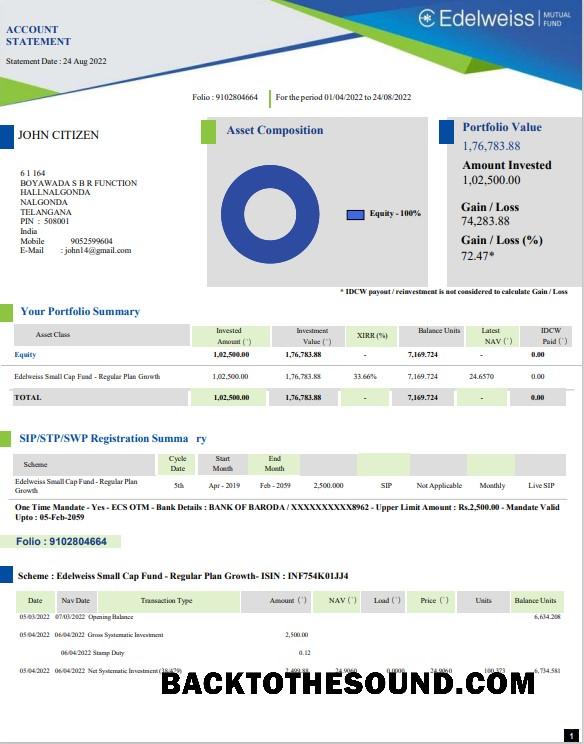 ACCOUNT
STATEMENT
Statement Date : 24 Aug 2022
Edelweiss MUTUAL FUND
Folio : 9102804664 For the period 01/04/2022 to 24/08/2022
JOHN CITIZEN
6 1 164
BOYAWADA S B R FUNCTION
HALLNALGONDA
NALGONDA
TELANGANA
PIN : 508001
India
Mobile 9052599604
E-Mail : john14@gmail.com
Asset Composition
Equity - 100%
Portfolio Value
1,76,783.88
Amount Invested
1,02,500.00
Gain / Loss
74,283.88
Gain / Loss (%)
72.47*
* IDCW payout / reinvestment is not considered to calculate Gain / Loss
Your Portfolio Summary
Asset Class Invested Amount (`) Investment Value (`) XIRR (%) Balance Units Latest NAV (`) IDCW Paid (`)
Equity 1,02,500.00 1,76,783.88 - 7,169.724 0.00
Edelweiss Small Cap Fund - Regular Plan Growth 1,02,500.00 1,76,783.88 33.66% 7,169.724 24.6570 0.00
TOTAL 1,02,500.00 1,76,783.88 - 7,169.724 - 0.00
SIP/STP/SWP Registration Summa ry
Scheme Cycle Date Start Month End Month
Edelweiss Small Cap Fund - Regular Plan Growth 5th Apr - 2019 Feb - 2059 2,500.000 SIP Not Applicable Monthly Live SIP
One Time Mandate - Yes - ECS OTM - Bank Details : BANK OF BARODA / XXXXXXXXXX8962 - Upper Limit Amount : Rs.2,500.00 - Mandate Valid
Upto : 05-Feb-2059
Folio : 9102804664
Scheme : Edelweiss Small Cap Fund - Regular Plan Growth- ISIN : INF754K01JJ4
Date Nav Date Transaction Type Amount (`) NAV (`) Load (`) Price (`) Units Balance Units
05/03/2022 07/03/2022 Opening Balance 6,634.208
05/04/2022 06/04/2022 Gross Systematic Investment 2,500.00
06/04/2022 Stamp Duty 0.12
05/04/2022 06/04/2022 Net Systematic Investment 2,499.88 24.9060 0.0000 24.9060 100.373 6,734.581
BACKTOTHESOUND.COM
1